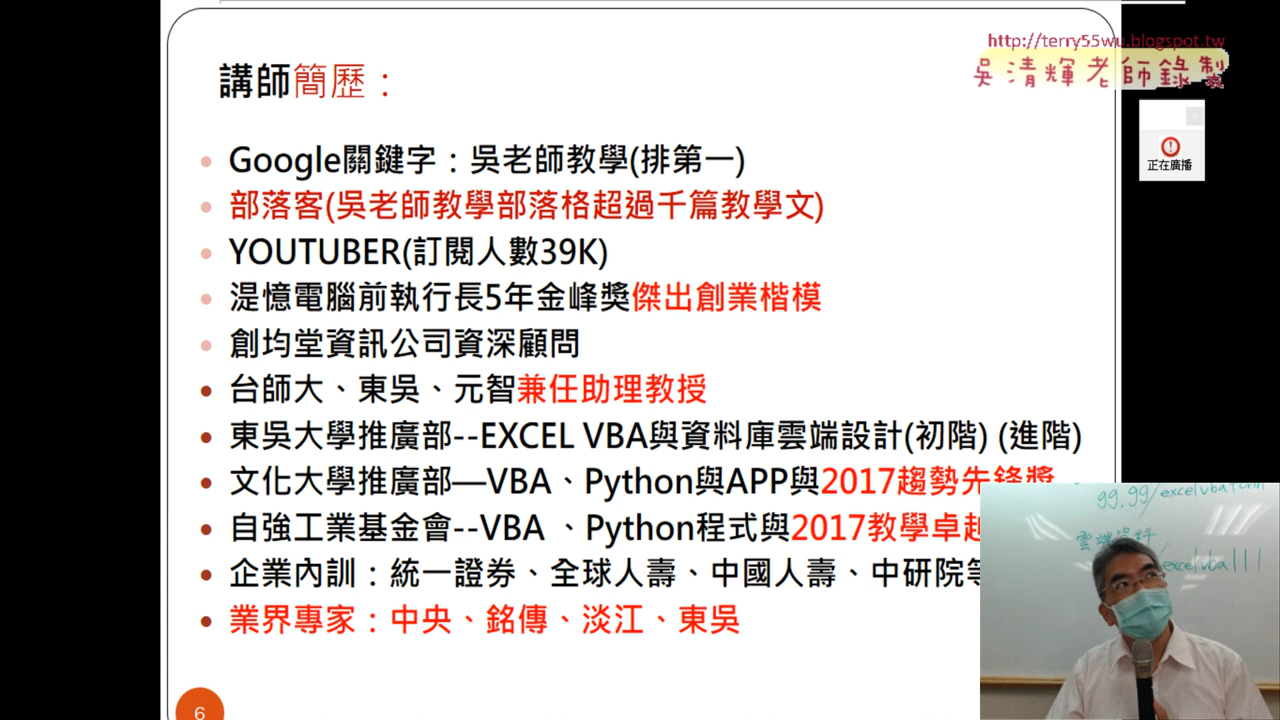 http://terry55wu.blogspot.tw
吳清輝老師錄製
正在廣播
講師簡歷：
Google關鍵字：吳老師教學(排第一)
部落客(吳老師教學部落格超過千篇教學文)
YOUTUBER(訂閱人數39K)
湜憶電腦前執行長5年金峰獎傑出創業楷模
創均堂資訊公司資深顧問
台師大、東吳、元智兼任助理教授
東吳大學推廣部--EXCEL VBA與資料庫雲端設計(初階) (進階)
文化大學推廣部—VBA、Python與APP與2017趨勢先鋒獎
自強工業基金會--VBA 、Python程式與2017教學卓越
企業內訓：統一證券、全球人壽、中國人壽、中研院等
業界專家：中央、銘傳、淡江、東吳
6
雲端資料
excelvba111